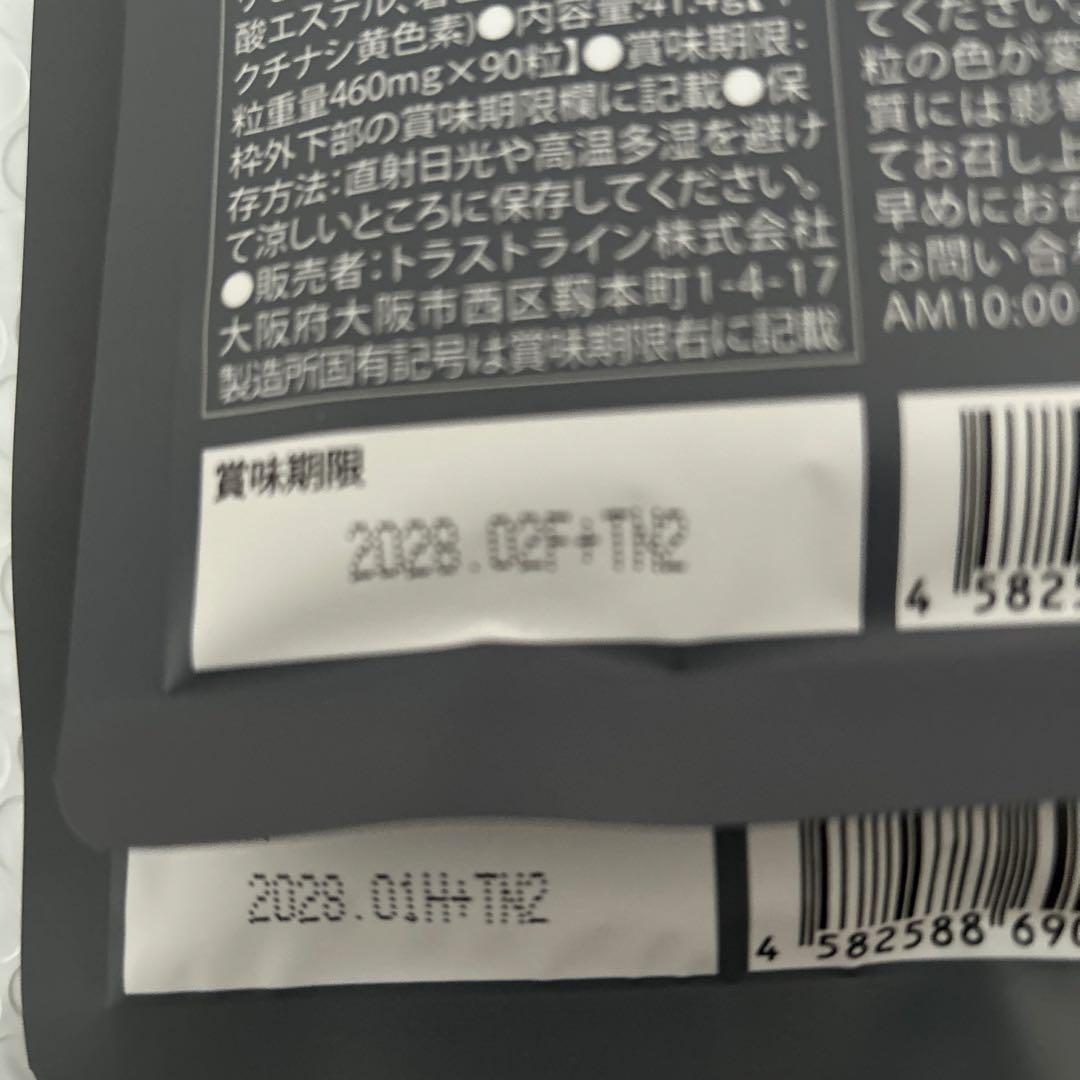 酸エステル、着
クチナシ黄色素)●内容量:41.4g【
粒重量460mg×90粒】●賞味期限:
枠外下部の賞味期限欄に記載●保
存方法:直射日光や高温多湿を避け
て涼しいところに保存してください。
●販売者:トラストライン株式会社
大阪府大阪市西区靱本町1-4-17
製造所固有記号は賞味期限右に記載
てください
粒の色が変
質には影響
てお召し上
早めにお召
お問い合
AM10:00
賞味期限
2028.02F+TN2
4 582
2028.01H+TN2
4 582588 690